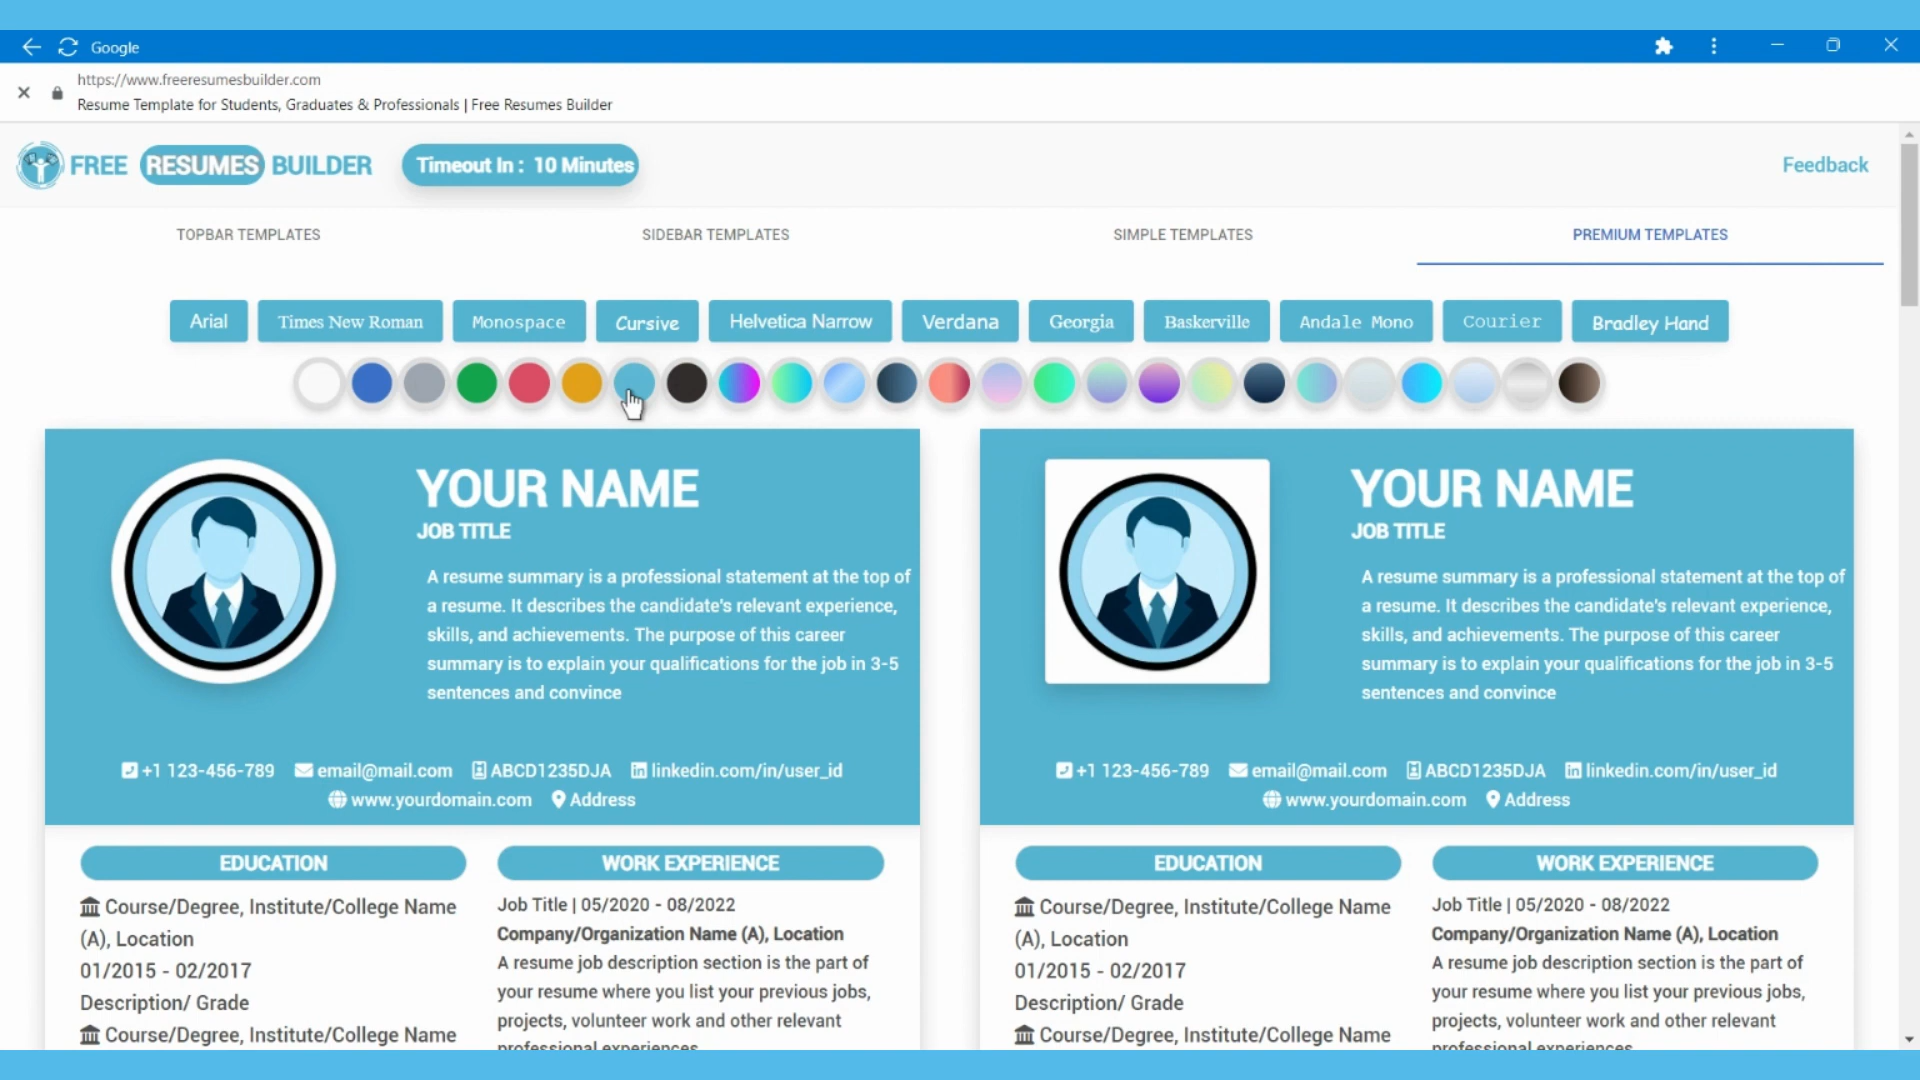 Google
https://www.freeresumesbuilder.com
Resume Template for Students, Graduates & Professionals | Free Resumes Builder
FREE RESUMES BUILDER
Timeout In : 10 Minutes
Feedback
TOPBAR TEMPLATES
SIDEBAR TEMPLATES
SIMPLE TEMPLATES
PREMIUM TEMPLATES
Arial
Times New Roman
Monospace
Cursive
Helvetica Narrow
Verdana
Georgia
Baskerville
Andale Mono
Courier
Bradley Hand
YOUR NAME
JOB TITLE
A resume summary is a professional statement at the top of
a resume. It describes the candidate's relevant experience,
skills, and achievements. The purpose of this career
summary is to explain your qualifications for the job in 3-5
sentences and convince
+1 123-456-789 email@mail.com ABCD1235DJA linkedin.com/in/user_id
www.yourdomain.com Address
EDUCATION
Course/Degree, Institute/College Name
(A), Location
01/2015 - 02/2017
Description/ Grade
Course/Degree, Institute/College Name
WORK EXPERIENCE
Job Title | 05/2020 - 08/2022
Company/Organization Name (A), Location
A resume job description section is the part of
your resume where you list your previous jobs,
projects, volunteer work and other relevant
professional experiences
YOUR NAME
JOB TITLE
A resume summary is a professional statement at the top of
a resume. It describes the candidate's relevant experience,
skills, and achievements. The purpose of this career
summary is to explain your qualifications for the job in 3-5
sentences and convince
+1 123-456-789 email@mail.com ABCD1235DJA linkedin.com/in/user_id
www.yourdomain.com Address
EDUCATION
Course/Degree, Institute/College Name
(A), Location
01/2015 - 02/2017
Description/ Grade
Course/Degree, Institute/College Name
WORK EXPERIENCE
Job Title | 05/2020 - 08/2022
Company/Organization Name (A), Location
A resume job description section is the part of
your resume where you list your previous jobs,
projects, volunteer work and other relevant
professional experiences